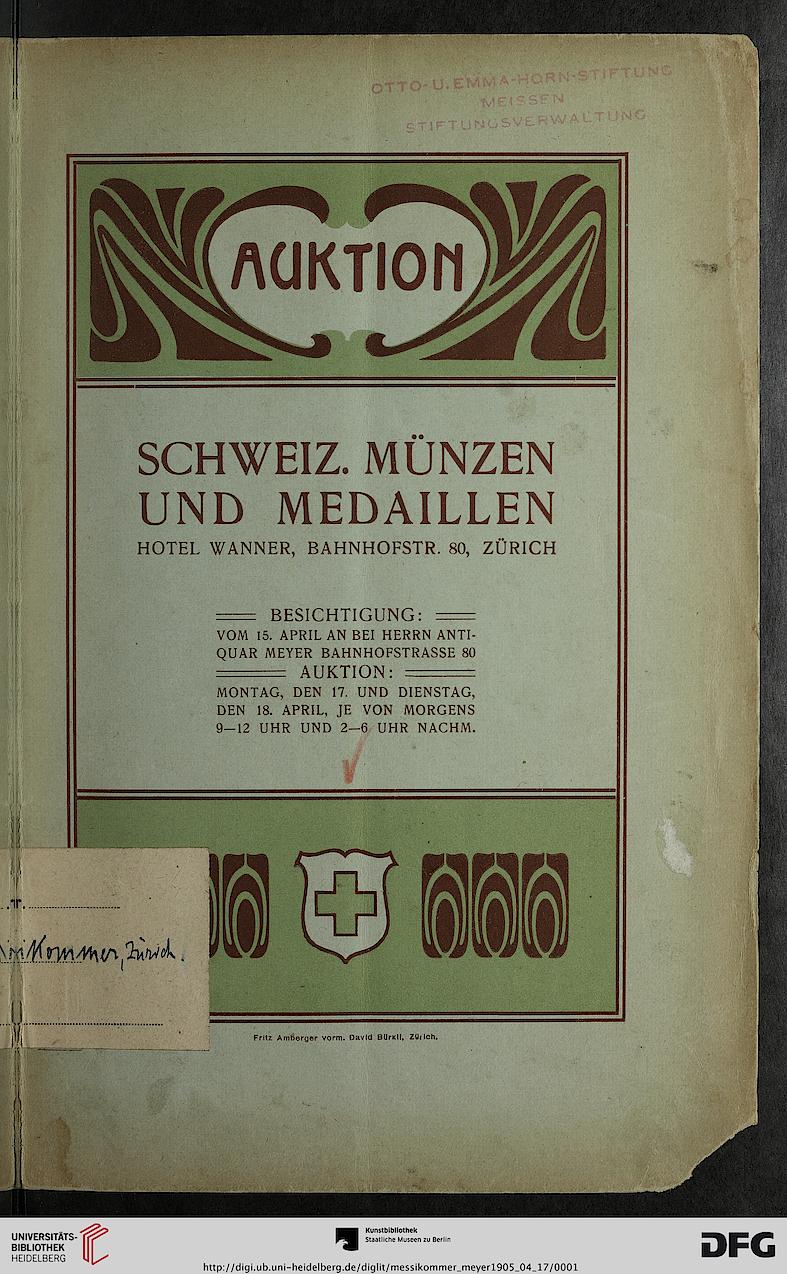 OTTO- U. EMMA-HORN-STIFTUNG
MEISSEN
STIFTUNGSVERWALTUNG
AUKTION
SCHWEIZ. MÜNZEN
UND MEDAILLEN
HOTEL WANNER, BAHNHOFSTR. 80, ZÜRICH
BESICHTIGUNG:
VOM 15. APRIL AN BEI HERRN ANTI-
QUAR MEYER BAHNHOFSTRASSE 80
AUKTION:
MONTAG, DEN 17. UND DIENSTAG,
DEN 18. APRIL, JE VON MORGENS
9—12 UHR UND 2—6 UHR NACHM.
Kommer, Zürich.
Fritz Amberger vorm. David Bürkli, Zürich.
UNIVERSITÄTS-
BIBLIOTHEK
HEIDELBERG
Kunstbibliothek
Staatliche Museen zu Berlin
DFG
http://digi.ub.uni-heidelberg.de/diglit/messikommer_meyer1905_04_17/0001